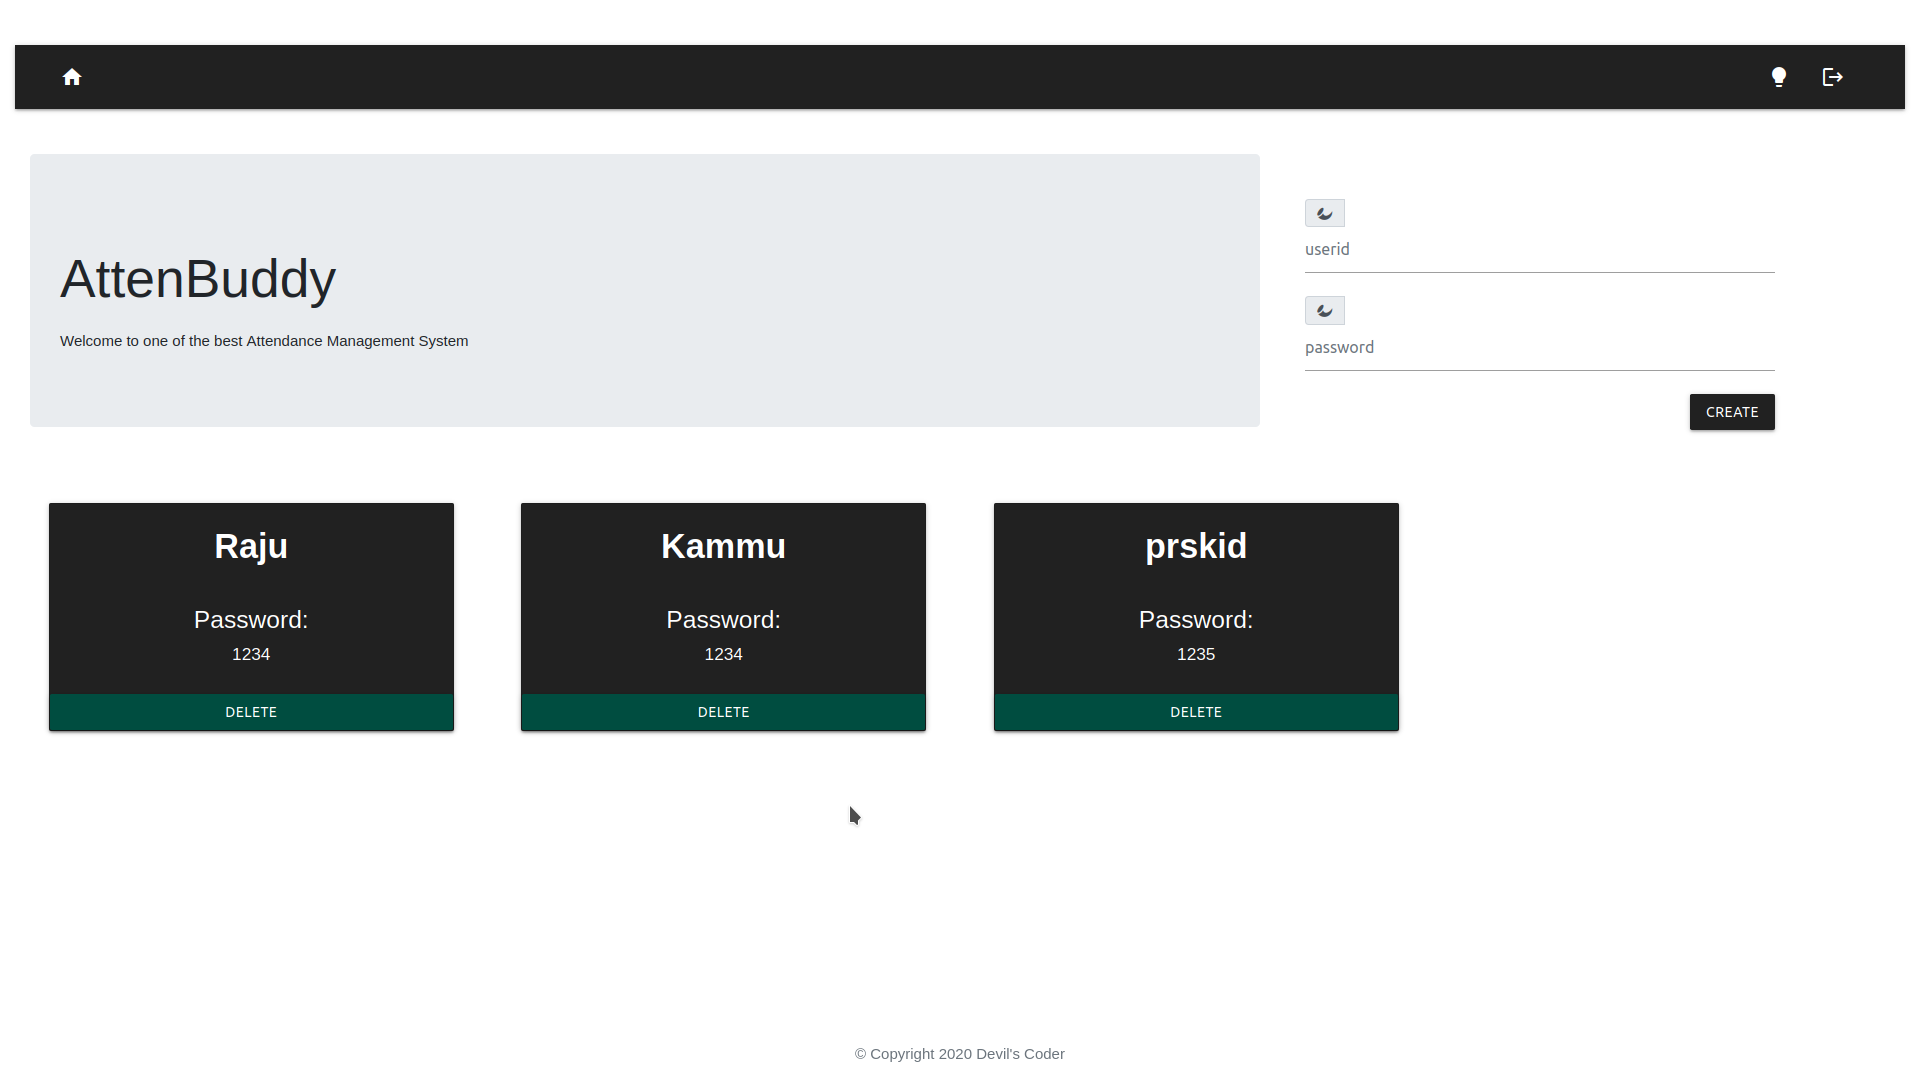 AttenBuddy
Welcome to one of the best Attendance Management System
userid
password
CREATE
Raju
Password:
1234
DELETE
Kammu
Password:
1234
DELETE
prskid
Password:
1235
DELETE
© Copyright 2020 Devil's Coder